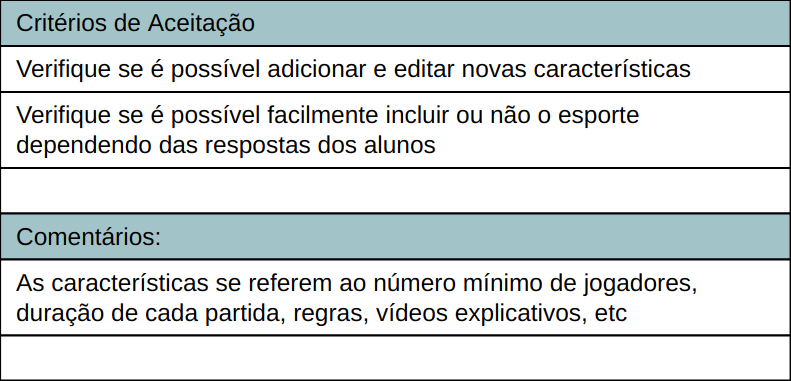 Critérios de Aceitação
Verifique se é possível adicionar e editar novas características
Verifique se é possível facilmente incluir ou não o esporte
dependendo das respostas dos alunos
Comentários:
As características se referem ao número mínimo de jogadores,
duração de cada partida, regras, vídeos explicativos, etc